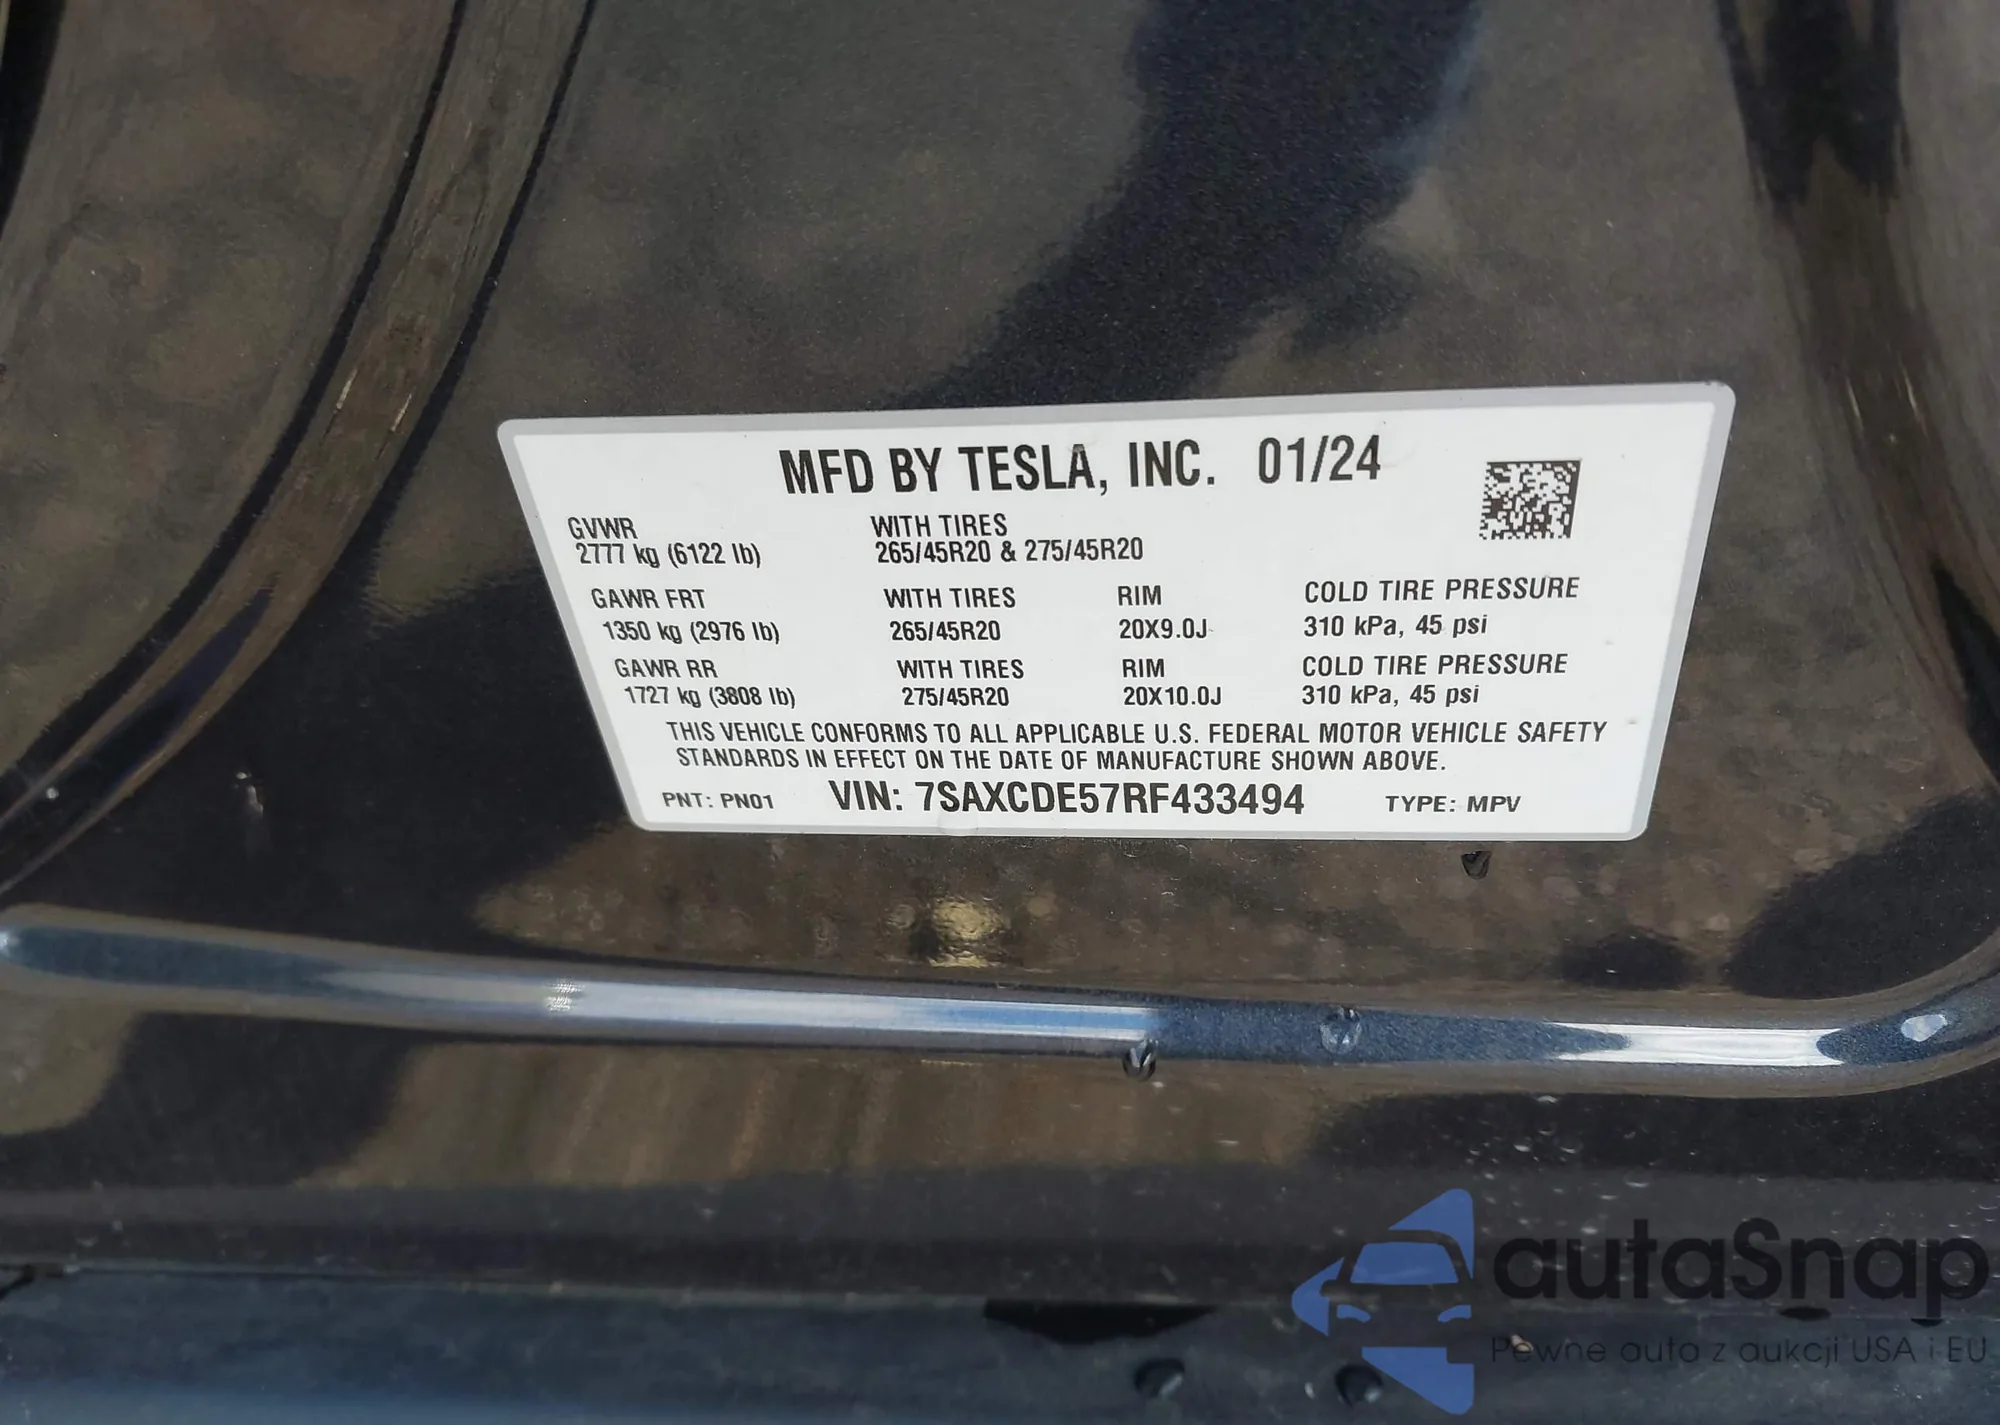 MFD BY TESLA, INC. 01/24
GVWR WITH TIRES
2777 kg (6122 lb) 265/45R20 & 275/45R20
GAWR FRT WITH TIRES RIM COLD TIRE PRESSURE
1350 kg (2976 lb) 265/45R20 20X9.0J 310 kPa, 45 psi
GAWR RR WITH TIRES RIM COLD TIRE PRESSURE
1727 kg (3808 lb) 275/45R20 20X10.0J 310 kPa, 45 psi
THIS VEHICLE CONFORMS TO ALL APPLICABLE U.S. FEDERAL MOTOR VEHICLE SAFETY
STANDARDS IN EFFECT ON THE DATE OF MANUFACTURE SHOWN ABOVE.
PNT: PN01 VIN: 7SAXCDE57RF433494 TYPE: MPV
autaSnap
Pewne auta z aukcji USA i EU